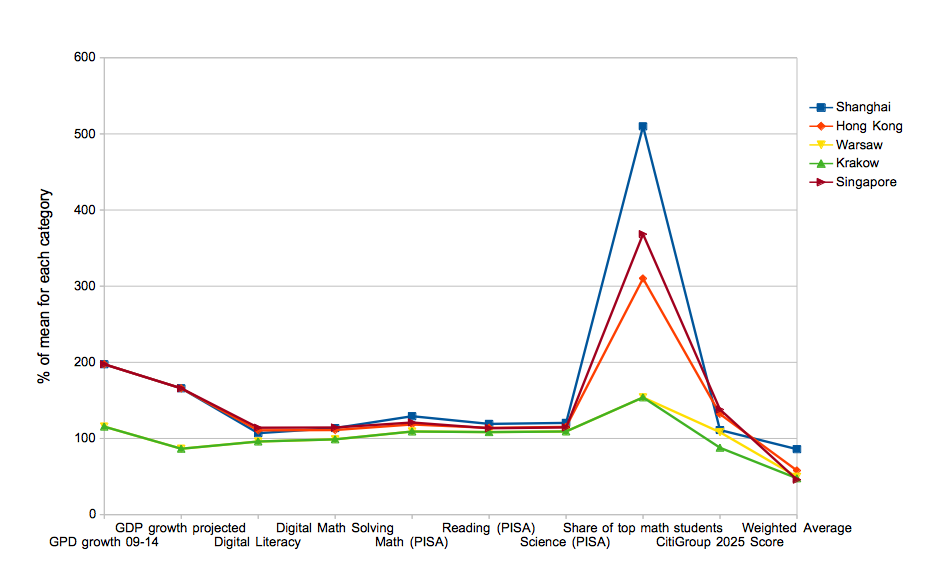 600
500
400
300
200
100
0
% of mean for each category
Shanghai
Hong Kong
Warsaw
Krakow
Singapore
GDP growth projected Digital Math Solving Reading (PISA) Share of top math students Weighted Average
GPD growth 09-14 Digital Literacy Math (PISA) Science (PISA) CitiGroup 2025 Score